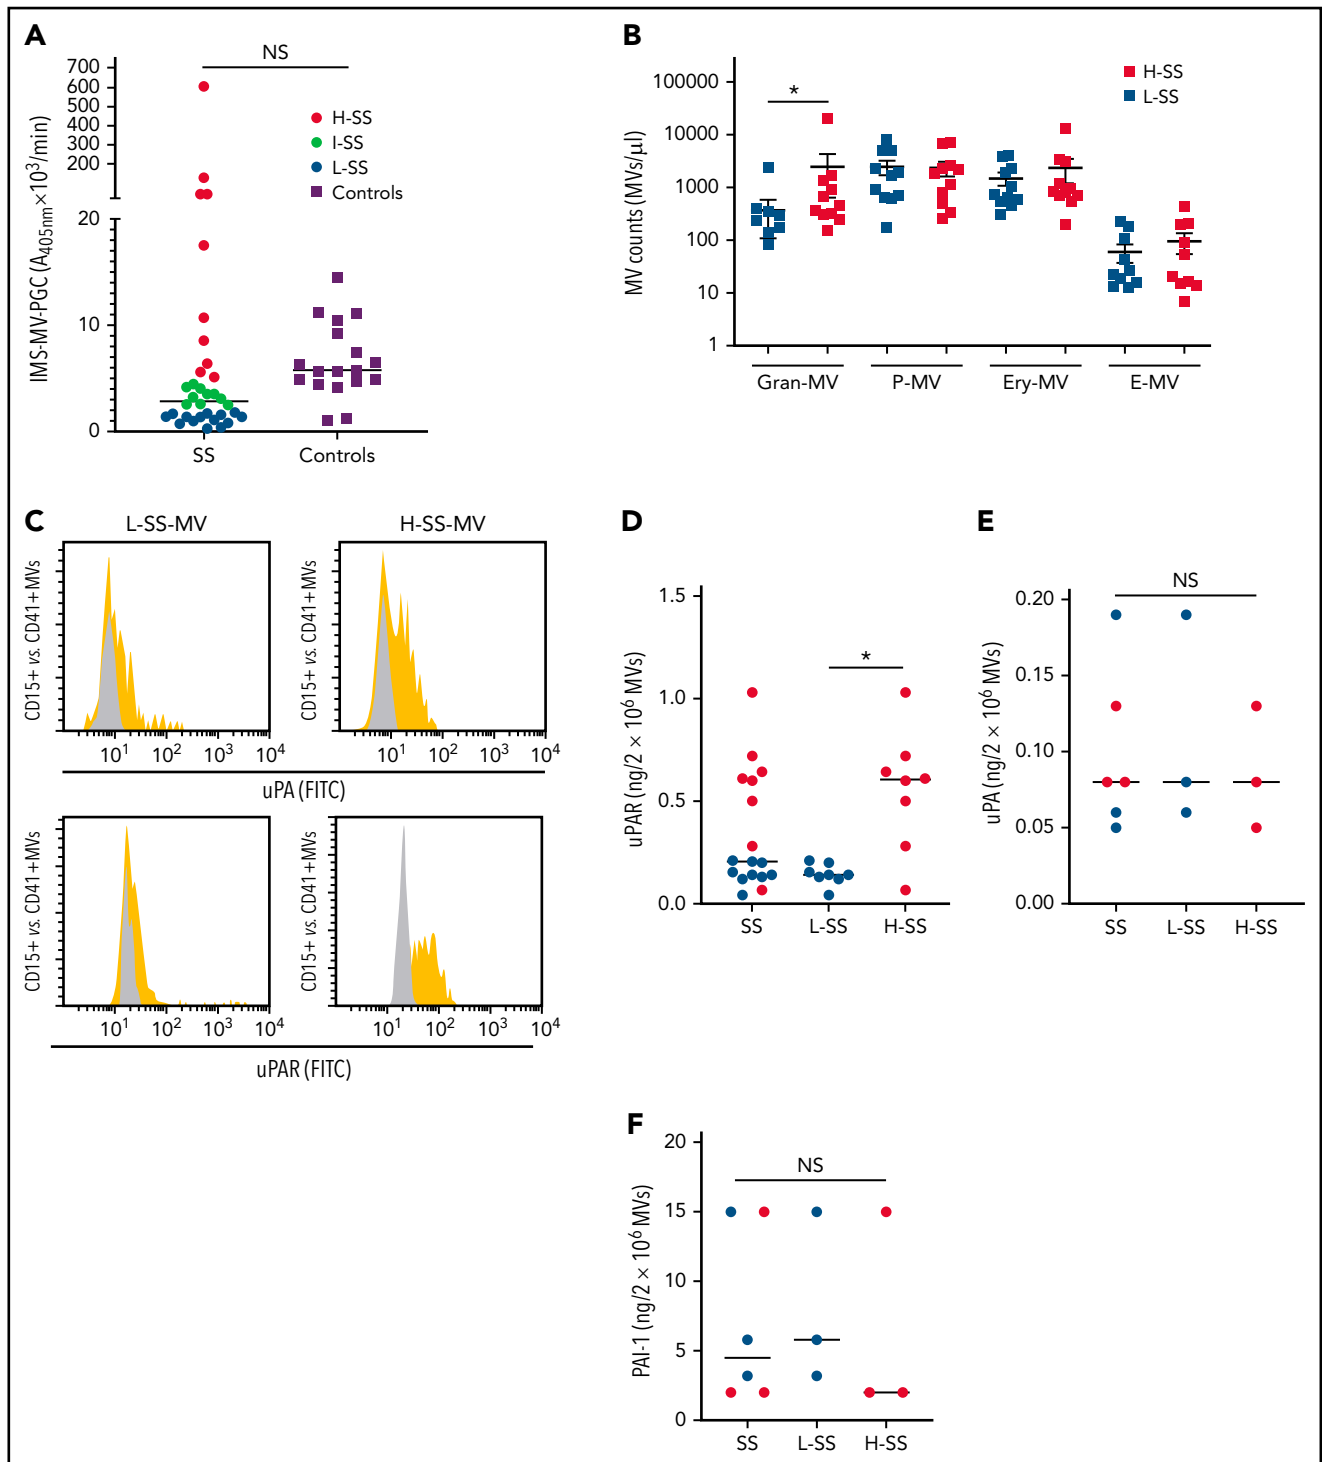 A
NS
IMS-MV-PGC (A405nm×10³/min)
700
600
500
400
300
200
20
10
0
H-SS
I-SS
L-SS
Controls
SS
Controls
B
MV counts (MVs/µl)
100000
10000
1000
100
10
1
*
H-SS
L-SS
Gran-MV
P-MV
Ery-MV
E-MV
C
L-SS-MV
H-SS-MV
CD15+ vs. CD41+MVs
10¹ 10² 10³ 10⁴
CD15+ vs. CD41+MVs
10¹ 10² 10³ 10⁴
uPA (FITC)
CD15+ vs. CD41+MVs
10¹ 10² 10³ 10⁴
CD15+ vs. CD41+MVs
10¹ 10² 10³ 10⁴
uPAR (FITC)
D
uPAR (ng/2 × 10⁶ MVs)
1.5
1.0
0.5
0.0
*
SS
L-SS
H-SS
E
uPA (ng/2 × 10⁶ MVs)
0.20
0.15
0.10
0.05
0.00
NS
SS
L-SS
H-SS
F
PAI-1 (ng/2 × 10⁶ MVs)
20
15
10
5
0
NS
SS
L-SS
H-SS